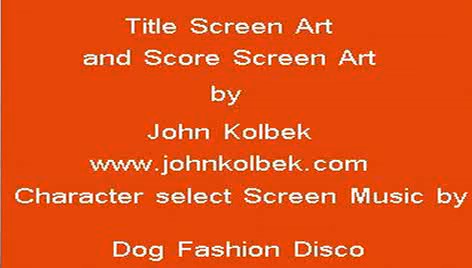 Title Screen Art
and Score Screen Art
by
John Kolbek
www.johnkolbek.com
Character select Screen Music by
Dog Fashion Disco